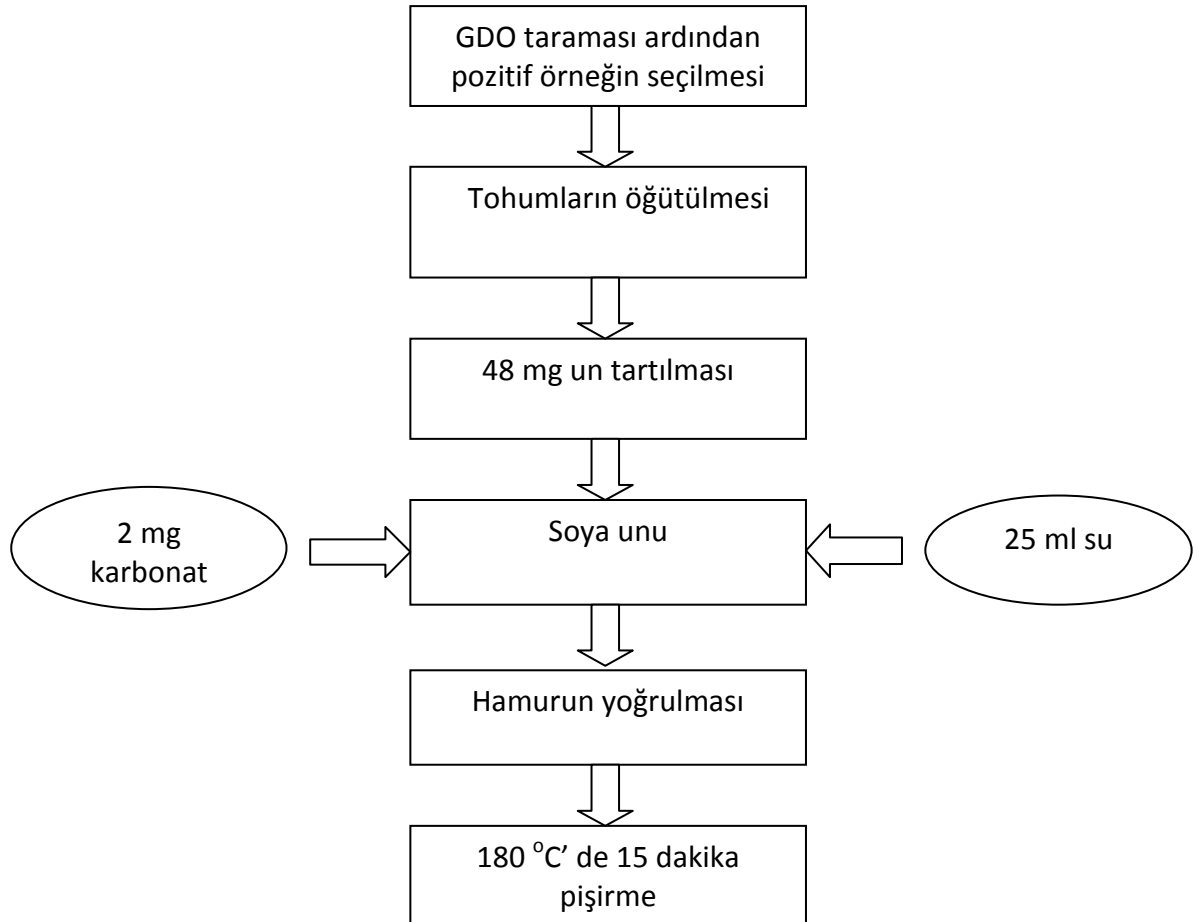 GDO taraması ardından
pozitif örneğin seçilmesi
Tohumların öğütülmesi
48 mg un tartılması
2 mg
karbonat
Soya unu
25 ml su
Hamurun yoğrulması
180 °C’ de 15 dakika
pişirme